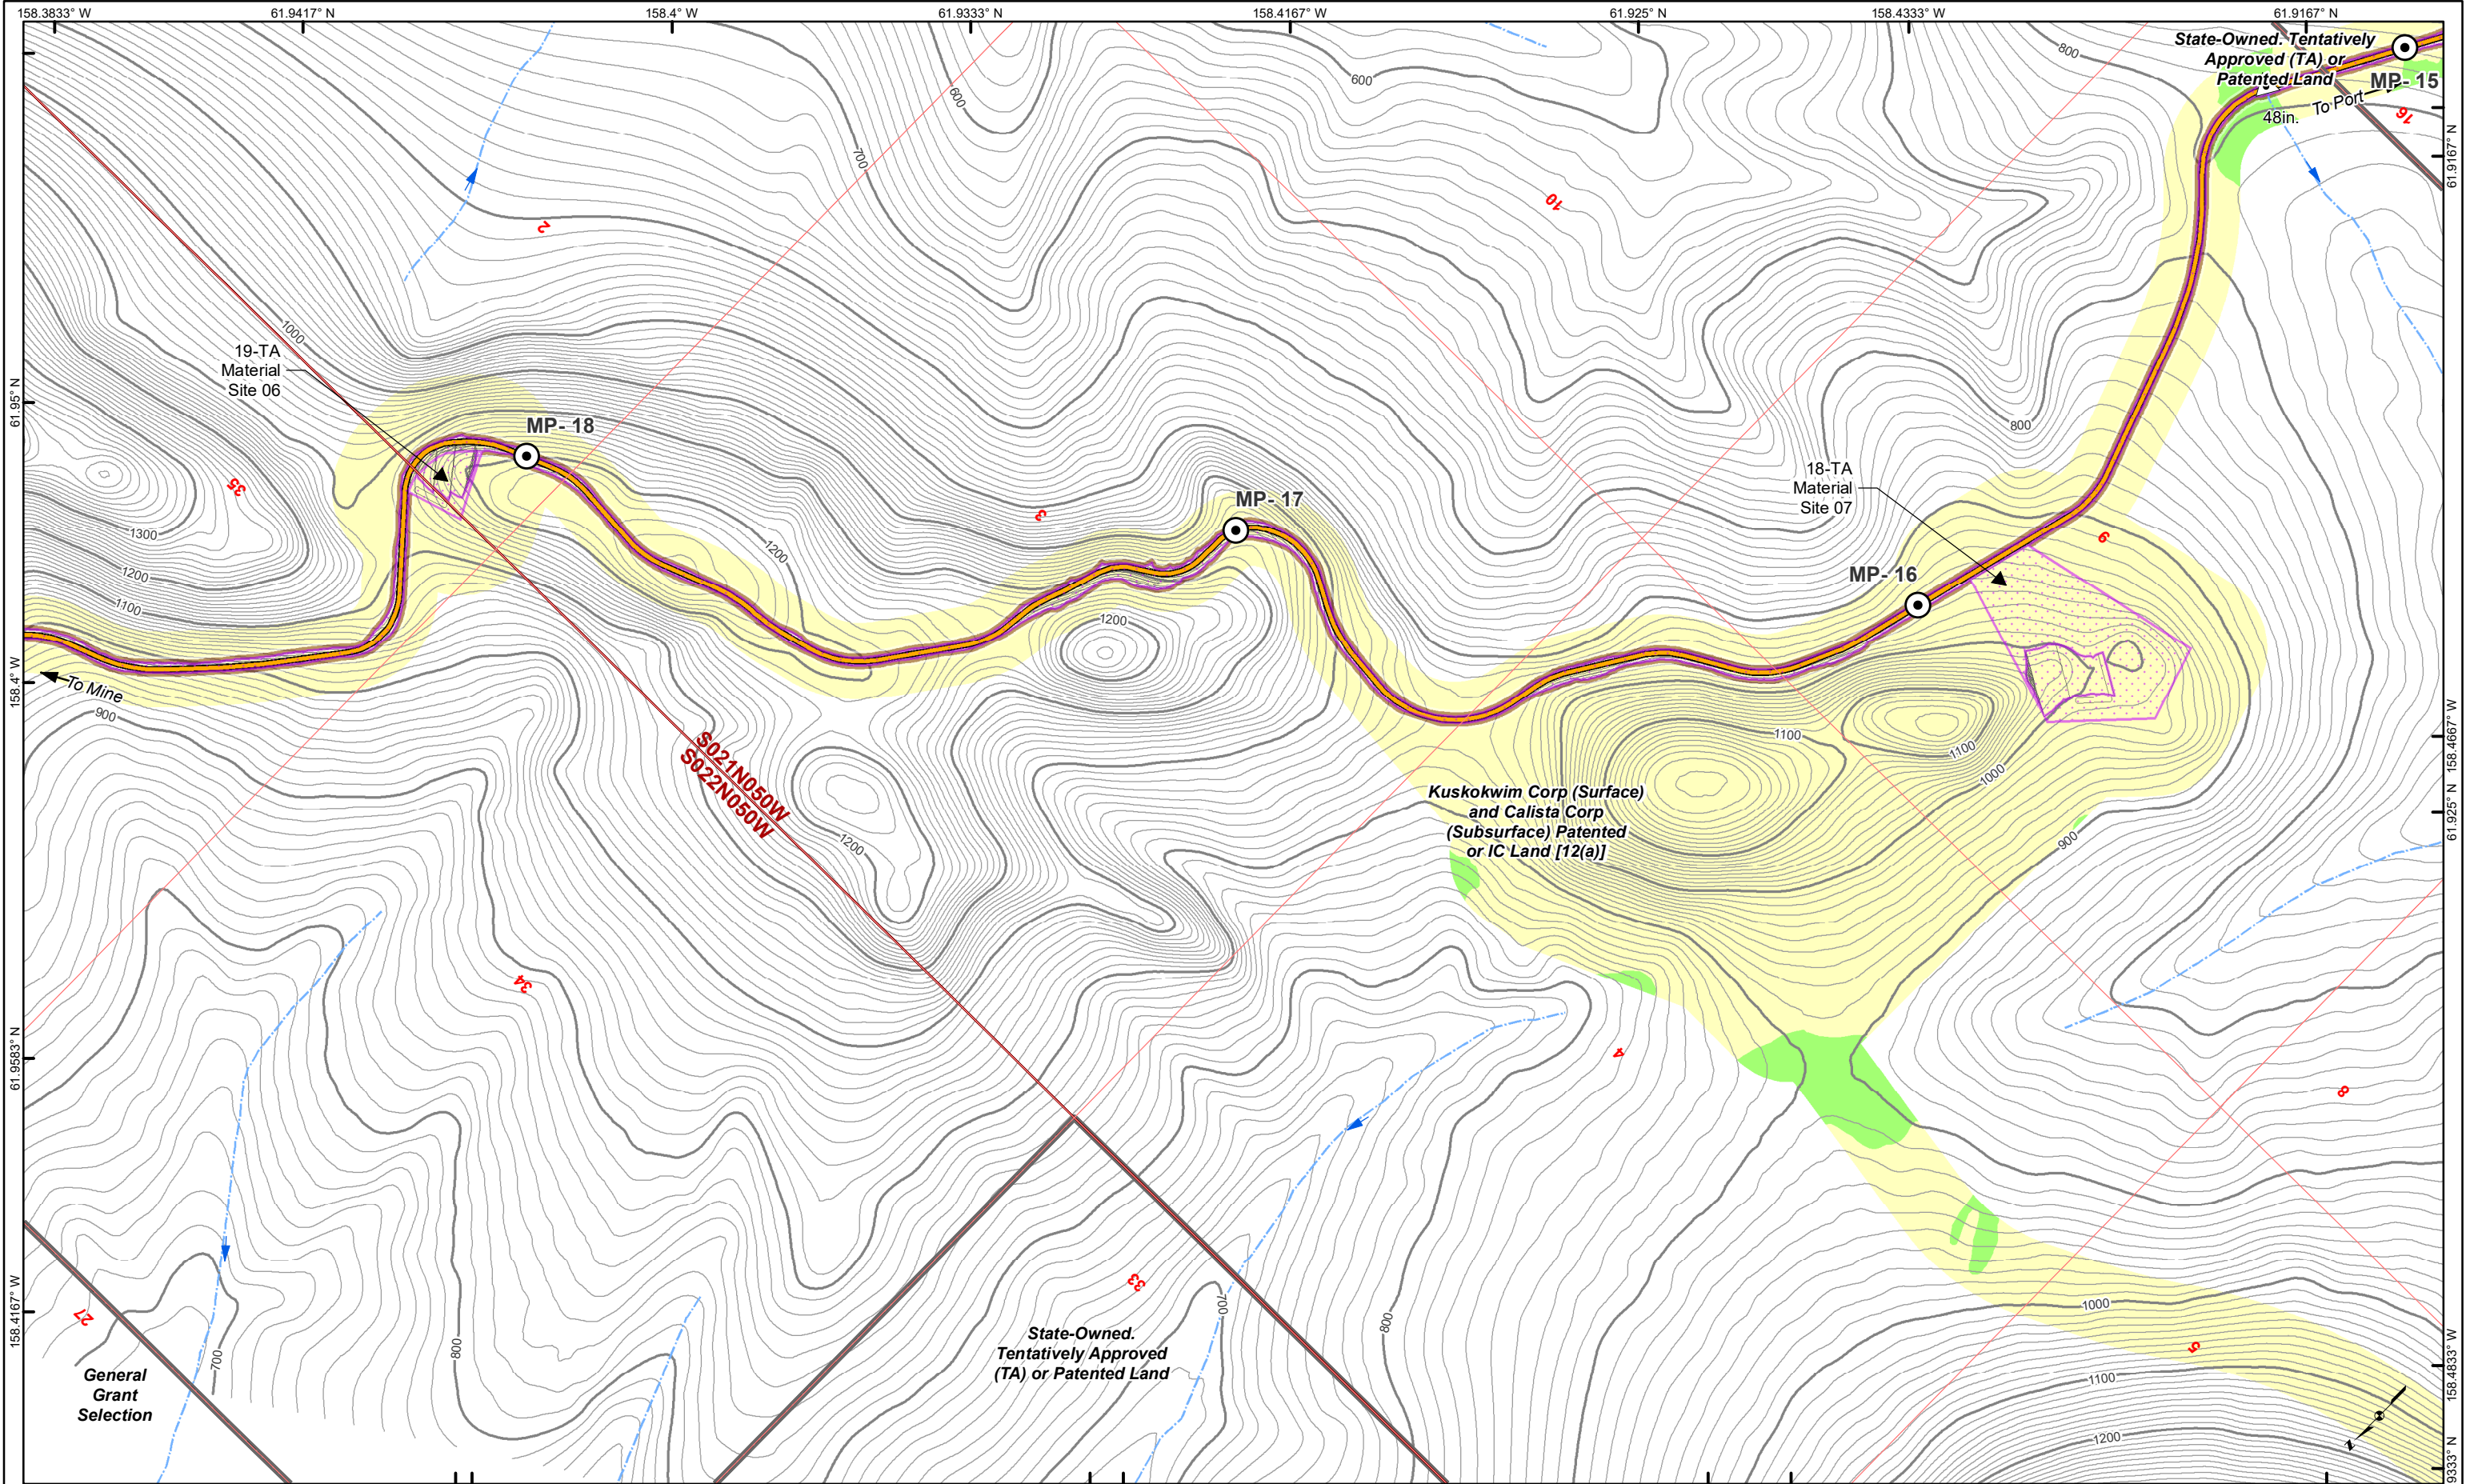 158.3833° W
61.9417° N
158.4° W
61.9333° N
158.4167° W
61.925° N
158.4333° W
61.9167° N
State-Owned. Tentatively
Approved (TA) or
Patented Land
MP- 15
To Port
48in.
16
800
600
600
700
10
2
61.9167° N
1000
19-TA
Material
Site 06
61.95° N
MP- 18
35
1300
1200
1100
1200
3
MP- 17
1200
800
18-TA
Material
Site 07
MP- 16
9
To Mine
900
158.4° W
S021N050W
S022N050W
1200
1100
1100
1000
900
158.4667° W
61.925° N
Kuskokwim Corp (Surface)
and Calista Corp
(Subsurface) Patented
or IC Land [12(a)]
34
4
8
61.9583° N
33
700
800
1000
5
1100
1200
158.4167° W
27
700
800
General
Grant
Selection
State-Owned.
Tentatively Approved
(TA) or Patented Land
158.4833° W
N
9333° N